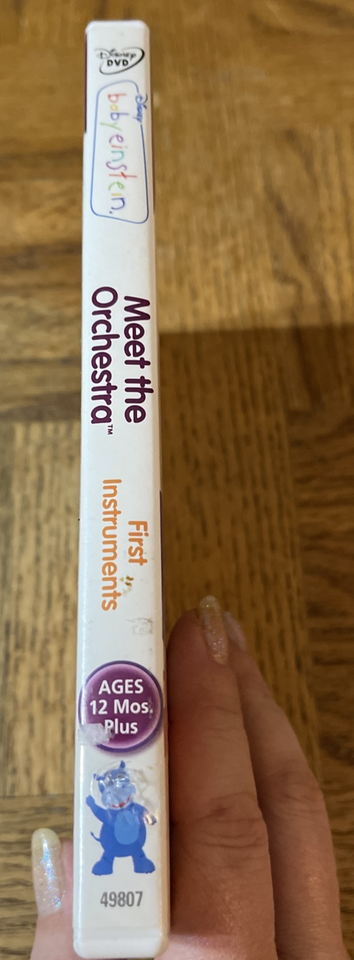 Disney
DVD
Disney
baby einstein.
Meet the
Orchestra™
First
Instruments
AGES
12 Mos.
Plus
49807